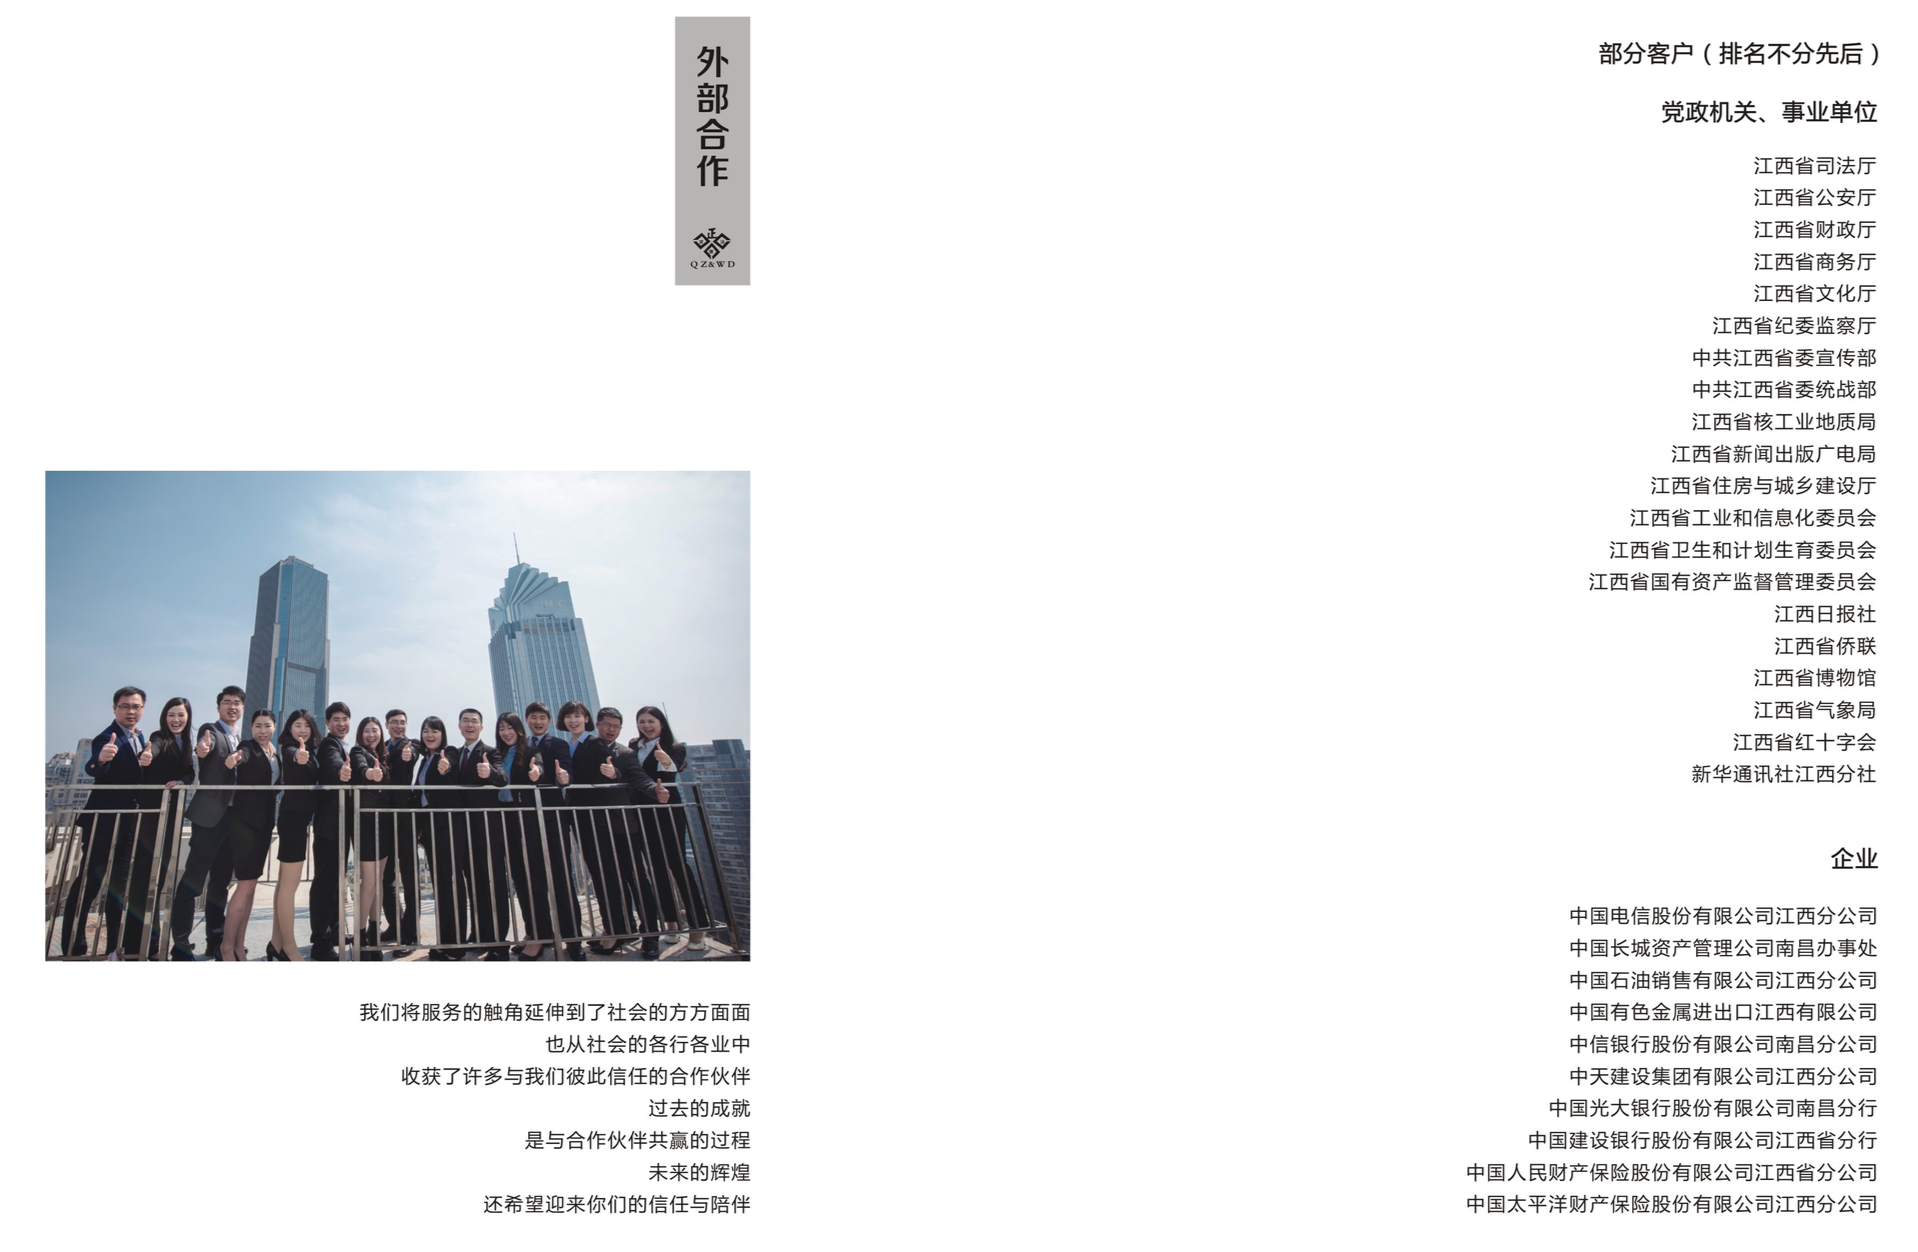 外部合作
正
QZ&WD
我们将服务的触角延伸到了社会的方方面面
也从社会的各行各业中
收获了许多与我们彼此信任的合作伙伴
过去的成就
是与合作伙伴共赢的过程
未来的辉煌
还希望迎来你们的信任与陪伴
部分客户（排名不分先后）
党政机关、事业单位
江西省司法厅
江西省公安厅
江西省财政厅
江西省商务厅
江西省文化厅
江西省纪委监察厅
中共江西省委宣传部
中共江西省委统战部
江西省核工业地质局
江西省新闻出版广电局
江西省住房与城乡建设厅
江西省工业和信息化委员会
江西省卫生和计划生育委员会
江西省国有资产监督管理委员会
江西日报社
江西省侨联
江西省博物馆
江西省气象局
江西省红十字会
新华通讯社江西分社
企业
中国电信股份有限公司江西分公司
中国长城资产管理公司南昌办事处
中国石油销售有限公司江西分公司
中国有色金属进出口江西有限公司
中信银行股份有限公司南昌分公司
中天建设集团有限公司江西分公司
中国光大银行股份有限公司南昌分行
中国建设银行股份有限公司江西省分行
中国人民财产保险股份有限公司江西省分公司
中国太平洋财产保险股份有限公司江西分公司